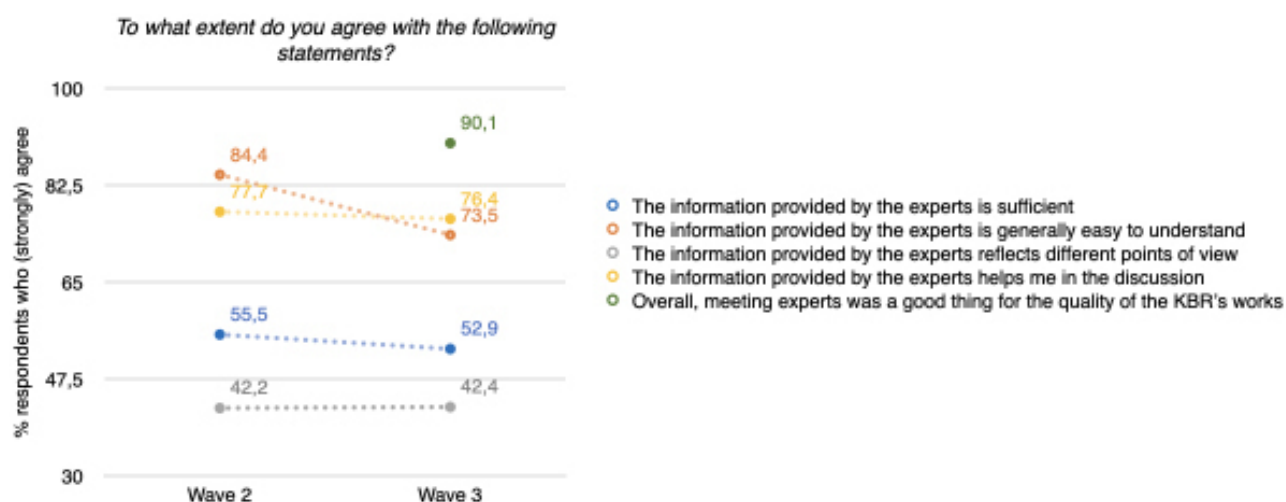 To what extent do you agree with the following
statements?
% respondents who (strongly) agree
100
82,5
65
47,5
30
84,4
77,7
55,5
42,2
90,1
76,4
73,5
52,9
42,4
Wave 2
Wave 3
The information provided by the experts is sufficient
The information provided by the experts is generally easy to understand
The information provided by the experts reflects different points of view
The information provided by the experts helps me in the discussion
Overall, meeting experts was a good thing for the quality of the KBR's works